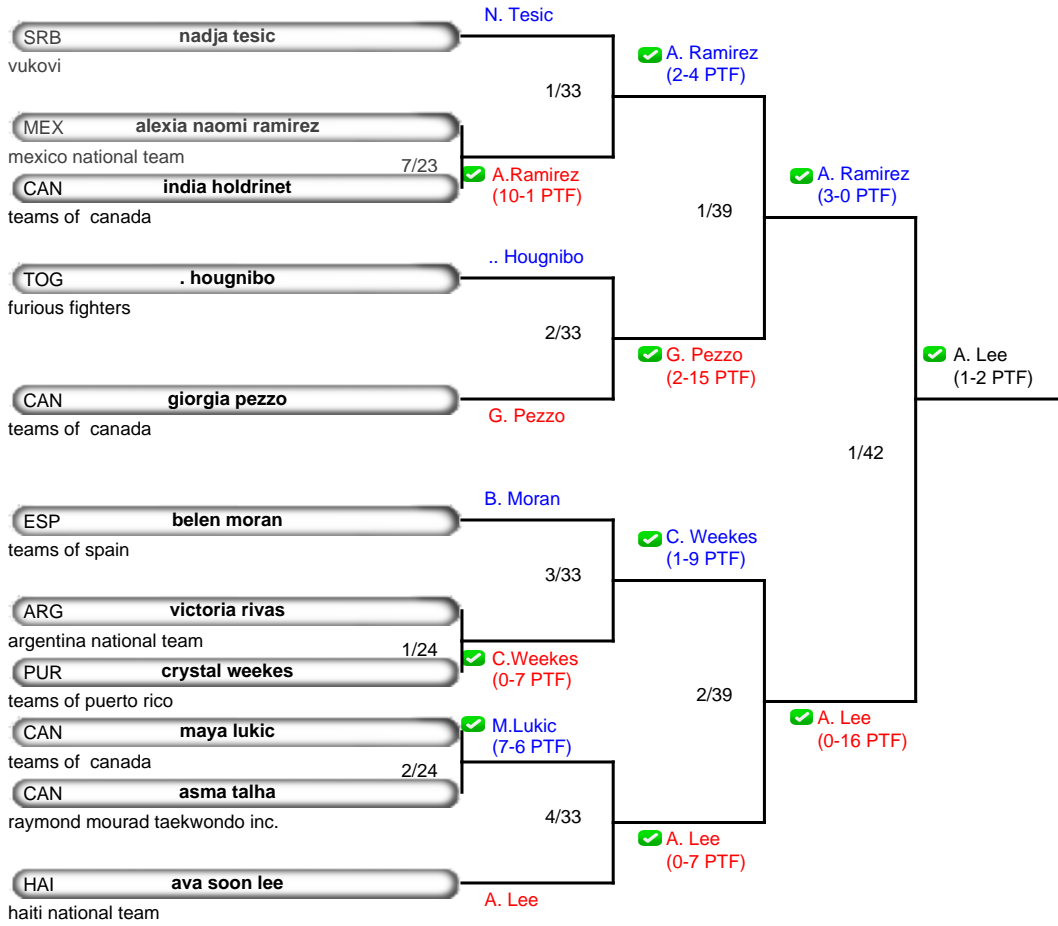 N. Tesic
SRB nadja tesic
vukovi
1/33
A. Ramirez
(2-4 PTF)
MEX alexia naomi ramirez
mexico national team
7/23
CAN india holdrinet
teams of  canada
A.Ramirez
(10-1 PTF)
1/39
A. Ramirez
(3-0 PTF)
TOG . hougnibo
furious fighters
.. Hougnibo
2/33
G. Pezzo
(2-15 PTF)
CAN giorgia pezzo
teams of  canada
G. Pezzo
1/42
A. Lee
(1-2 PTF)
B. Moran
ESP belen moran
teams of spain
3/33
C. Weekes
(1-9 PTF)
ARG victoria rivas
argentina national team
1/24
PUR crystal weekes
teams of puerto rico
C.Weekes
(0-7 PTF)
2/39
A. Lee
(0-16 PTF)
CAN maya lukic
teams of  canada
M.Lukic
(7-6 PTF)
2/24
CAN asma talha
raymond mourad taekwondo inc.
4/33
A. Lee
(0-7 PTF)
HAI ava soon lee
haiti national team
A. Lee